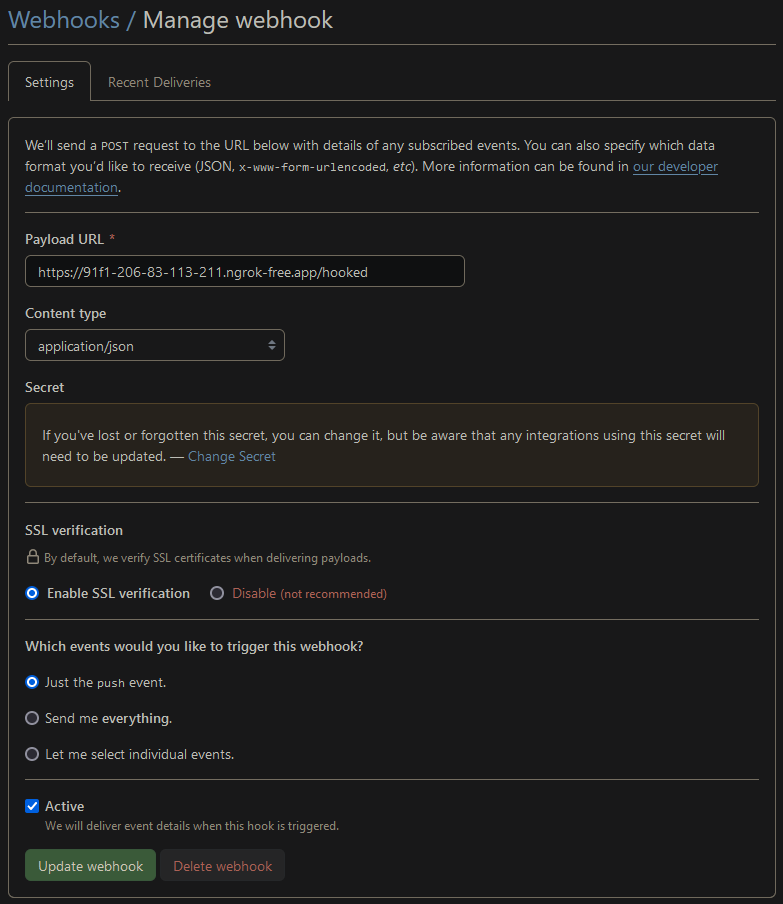 Webhooks / Manage webhook
Settings
Recent Deliveries
We'll send a POST request to the URL below with details of any subscribed events. You can also specify which data
format you'd like to receive (JSON, x-www-form-urlencoded, etc). More information can be found in our developer
documentation.
Payload URL *
https://91f1-206-83-113-211.ngrok-free.app/hooked
Content type
application/json
Secret
If you've lost or forgotten this secret, you can change it, but be aware that any integrations using this secret will
need to be updated. — Change Secret
SSL verification
By default, we verify SSL certificates when delivering payloads.
Enable SSL verification
Disable (not recommended)
Which events would you like to trigger this webhook?
Just the push event.
Send me everything.
Let me select individual events.
Active
We will deliver event details when this hook is triggered.
Update webhook
Delete webhook